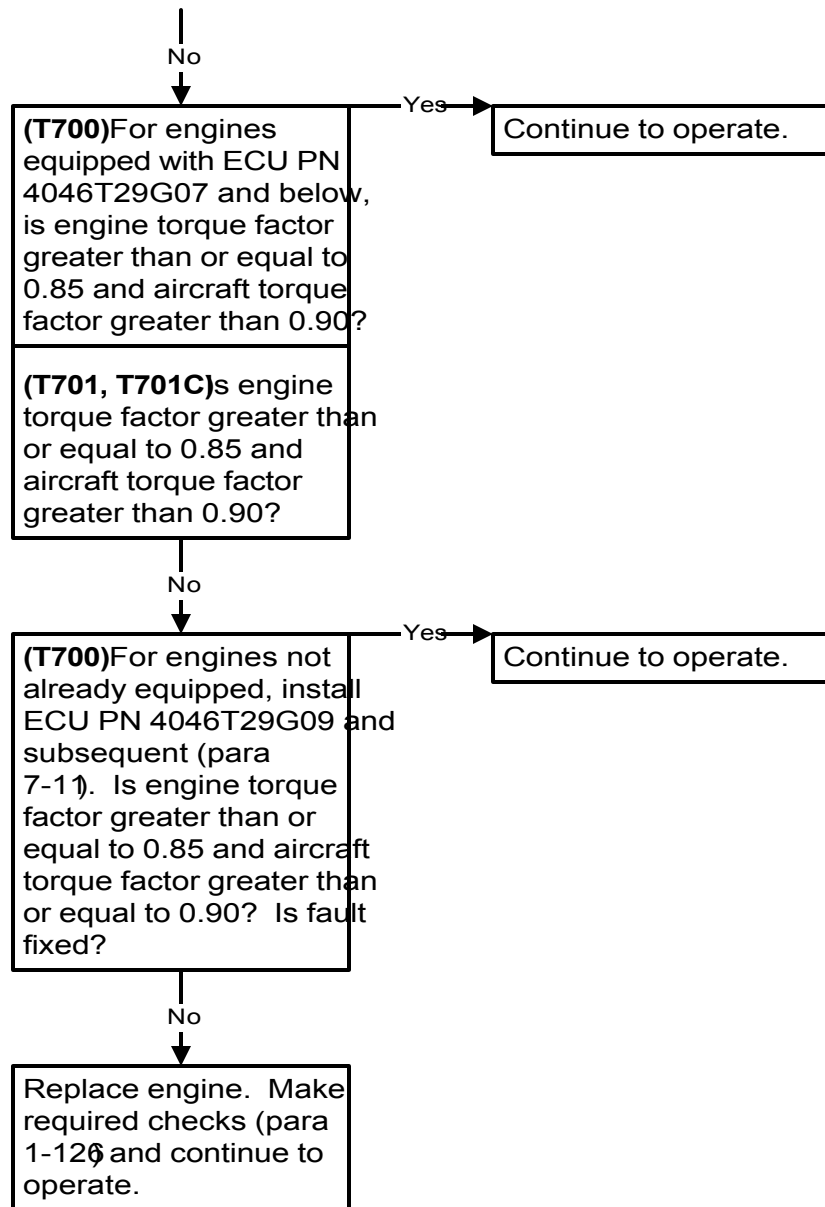 No
(T700)For engines
equipped with ECU PN
4046T29G07 and below,
is engine torque factor
greater than or equal to
0.85 and aircraft torque
factor greater than 0.90?
Yes
Continue to operate.
(T701, T701C)Is engine
torque factor greater than
or equal to 0.85 and
aircraft torque factor
greater than 0.90?
No
(T700)For engines not
already equipped, install
ECU PN 4046T29G09 and
subsequent (para
7-11).  Is engine torque
factor greater than or
equal to 0.85 and aircraft
torque factor greater than
or equal to 0.90?  Is fault
fixed?
Yes
Continue to operate.
No
Replace engine.  Make
required checks (para
1-126) and continue to
operate.